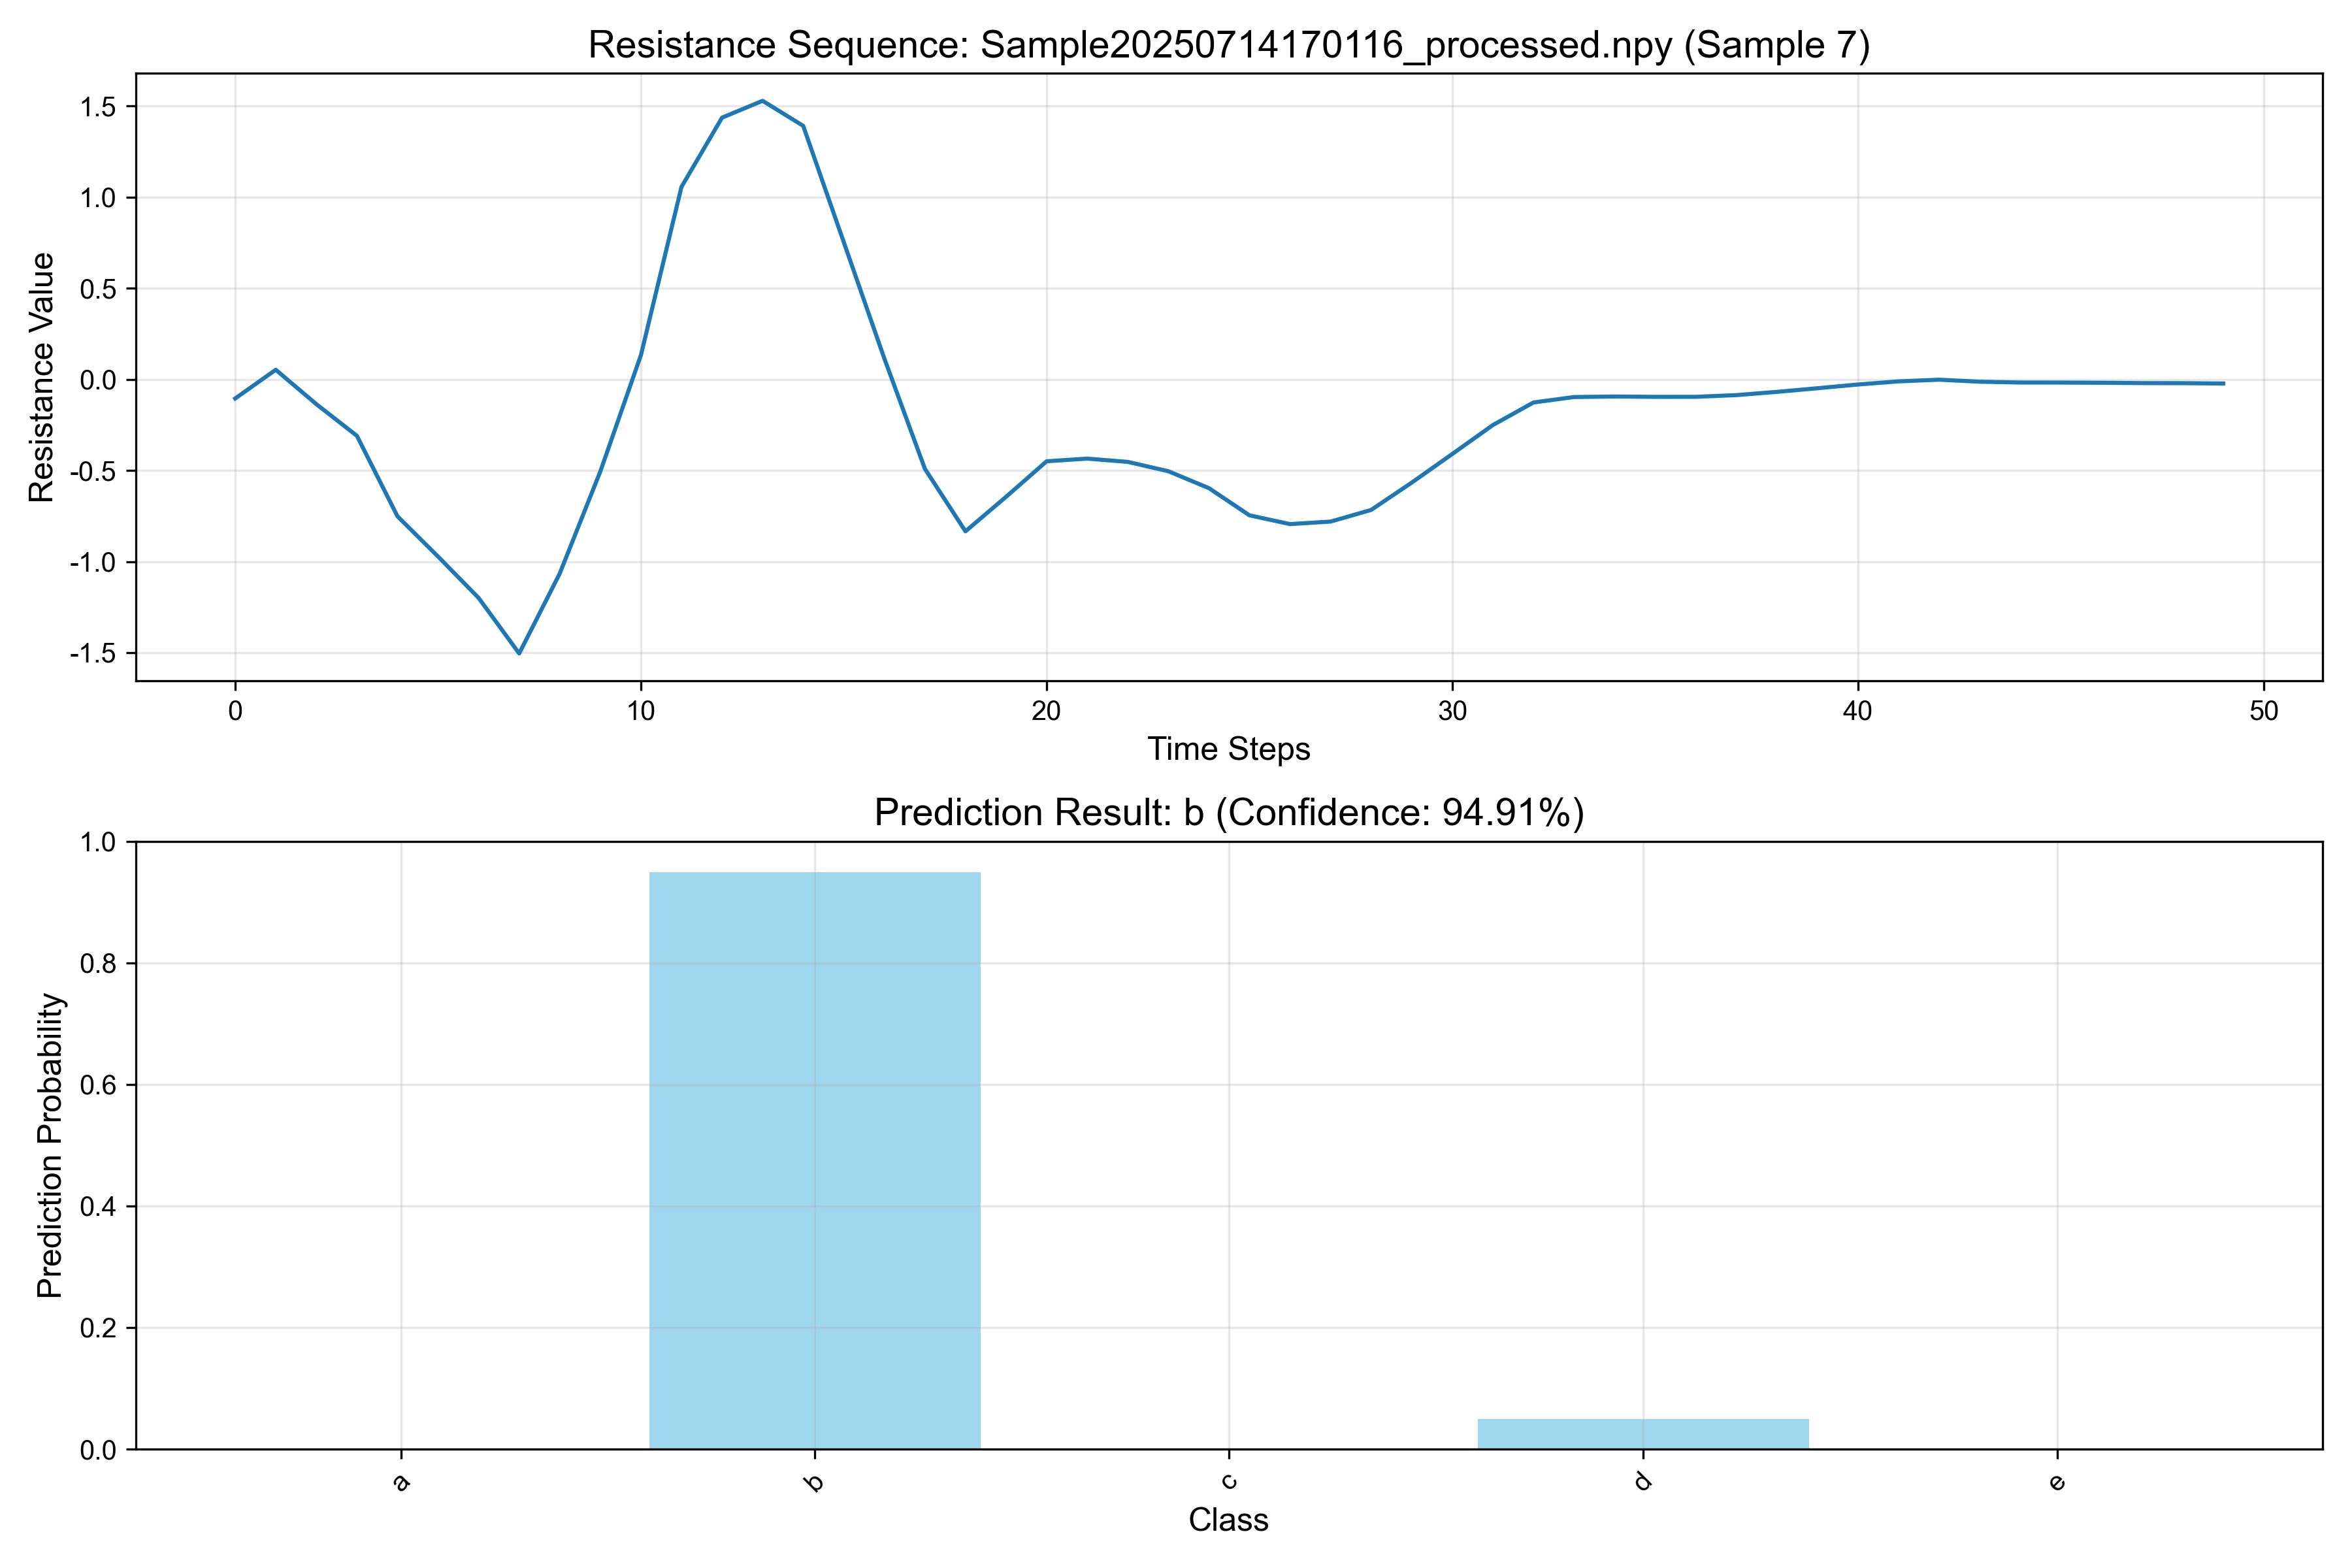 Resistance Sequence: Sample20250714170116_processed.npy (Sample 7)
1.5
1.0
0.5
0.0
-0.5
-1.0
-1.5
Resistance Value
0 10 20 30 40 50
Time Steps
Prediction Result: b (Confidence: 94.91%)
1.0
0.8
0.6
0.4
0.2
0.0
Prediction Probability
a b c d e
Class